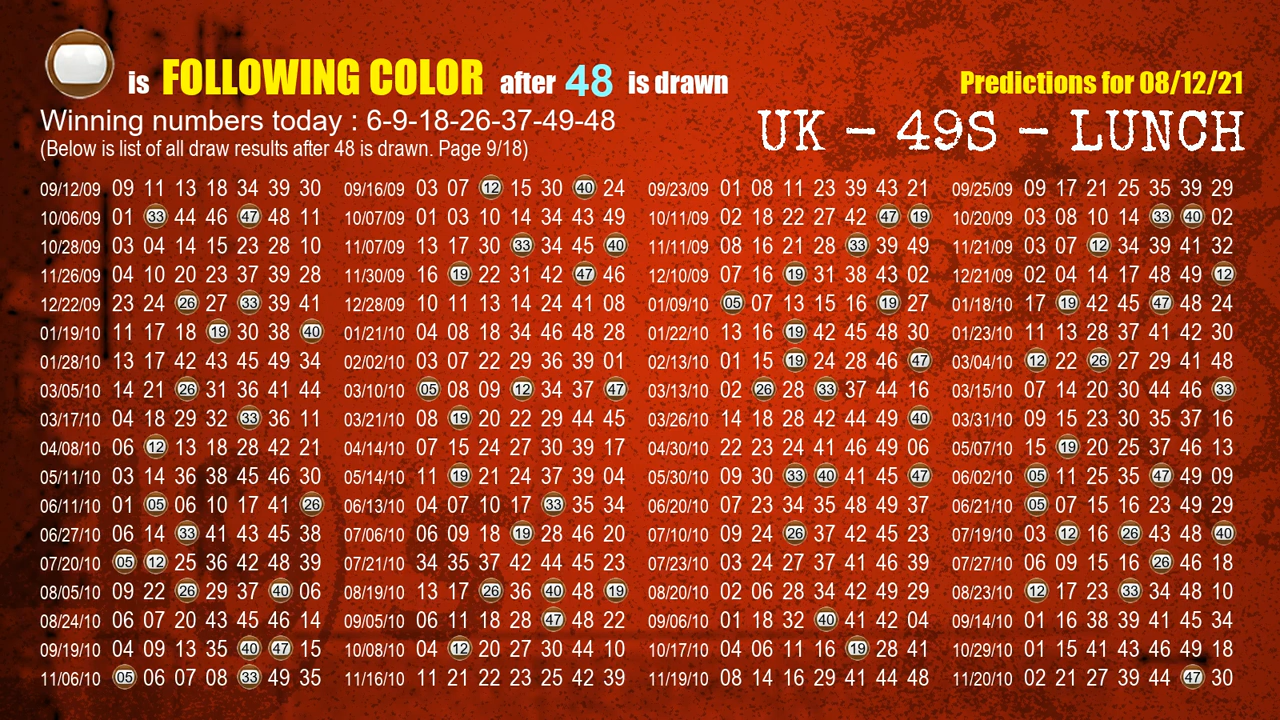 is FOLLOWING COLOR after 48 is drawn
Predictions for 08/12/21
Winning numbers today : 6-9-18-26-37-49-48
UK - 49S - LUNCH
(Below is list of all draw results after 48 is drawn. Page 9/18)
09/12/09 09 11 13 18 34 39 30 09/16/09 03 07 12 15 30 40 24 09/23/09 01 08 11 23 39 43 21 09/25/09 09 17 21 25 35 39 29
10/06/09 01 33 44 46 47 48 11 10/07/09 01 03 10 14 34 43 49 10/11/09 02 18 22 27 42 47 19 10/20/09 03 08 10 14 33 40 02
10/28/09 03 04 14 15 23 28 10 11/07/09 13 17 30 33 34 45 40 11/11/09 08 16 21 28 33 39 49 11/21/09 03 07 12 34 39 41 32
11/26/09 04 10 20 23 37 39 28 11/30/09 16 19 22 31 42 47 46 12/10/09 07 16 19 31 38 43 02 12/21/09 02 04 14 17 48 49 12
12/22/09 23 24 26 27 33 39 41 12/28/09 10 11 13 14 24 41 08 01/09/10 05 07 13 15 16 19 27 01/18/10 17 19 42 45 47 48 24
01/19/10 11 17 18 19 30 38 40 01/21/10 04 08 18 34 46 48 28 01/22/10 13 16 19 42 45 48 30 01/23/10 11 13 28 37 41 42 30
01/28/10 13 17 42 43 45 49 34 02/02/10 03 07 22 29 36 39 01 02/13/10 01 15 19 24 28 46 47 03/04/10 12 22 26 27 29 41 48
03/05/10 14 21 26 31 36 41 44 03/10/10 05 08 09 12 34 37 47 03/13/10 02 26 28 33 37 44 16 03/15/10 07 14 20 30 44 46 33
03/17/10 04 18 29 32 33 36 11 03/21/10 08 19 20 22 29 44 45 03/26/10 14 18 28 42 44 49 40 03/31/10 09 15 23 30 35 37 16
04/08/10 06 12 13 18 28 42 21 04/14/10 07 15 24 27 30 39 17 04/30/10 22 23 24 41 46 49 06 05/07/10 15 19 20 25 37 46 13
05/11/10 03 14 36 38 45 46 30 05/14/10 11 19 21 24 37 39 04 05/30/10 09 30 33 40 41 45 47 06/02/10 05 11 25 35 47 49 09
06/11/10 01 05 06 10 17 41 26 06/13/10 04 07 10 17 33 35 34 06/20/10 07 23 34 35 48 49 37 06/21/10 05 07 15 16 23 49 29
06/27/10 06 14 33 41 43 45 38 07/06/10 06 09 18 19 28 46 20 07/10/10 09 24 26 37 42 45 23 07/19/10 03 12 16 26 43 48 40
07/20/10 05 12 25 36 42 48 39 07/21/10 34 35 37 42 44 45 23 07/23/10 03 24 27 37 41 46 39 07/27/10 06 09 15 16 26 46 18
08/05/10 09 22 26 29 37 40 06 08/19/10 13 17 26 36 40 48 19 08/20/10 02 06 28 34 42 49 29 08/23/10 12 17 23 33 34 48 10
08/24/10 06 07 20 43 45 46 14 09/05/10 06 11 18 28 47 48 22 09/06/10 01 18 32 40 41 42 04 09/14/10 01 16 38 39 41 45 34
09/19/10 04 09 13 35 40 47 15 10/08/10 04 12 20 27 30 44 10 10/17/10 04 06 11 16 19 28 41 10/29/10 01 15 41 43 46 49 18
11/06/10 05 06 07 08 33 49 35 11/16/10 11 21 22 23 25 42 39 11/19/10 08 14 16 29 41 44 48 11/20/10 02 21 27 39 44 47 30